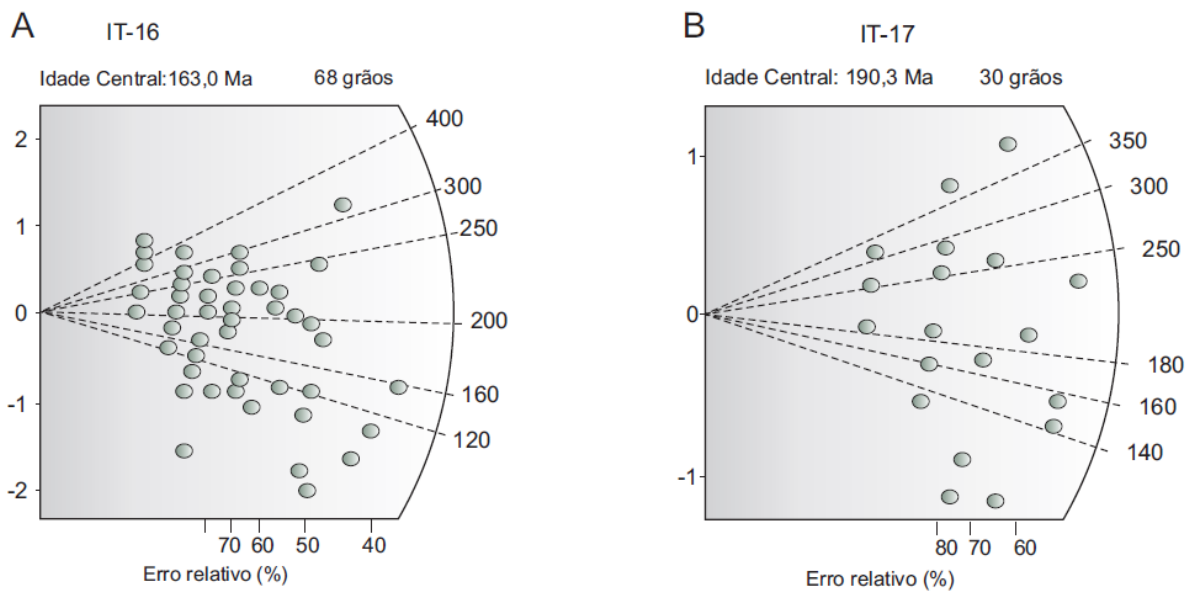 A
IT-16
Idade Central:163,0 Ma 68 grãos
2
1
0
-1
-2
400
300
250
200
160
120
70 60 50 40
Erro relativo (%)
B
IT-17
Idade Central: 190,3 Ma 30 grãos
1
0
-1
350
300
250
180
160
140
80 70 60
Erro relativo (%)